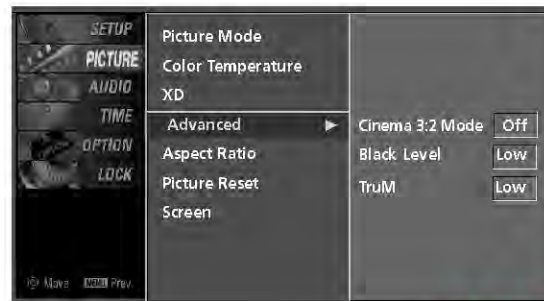 SETUP
PICTURE
AUDIO
TIME
OPTION
LOCK
Move MENU Prev.
Picture Mode
Color Temperature
XD
Advanced
Aspect Ratio
Picture Reset
Screen
Cinema 3:2 Mode Off
Black Level Low
TruM Low